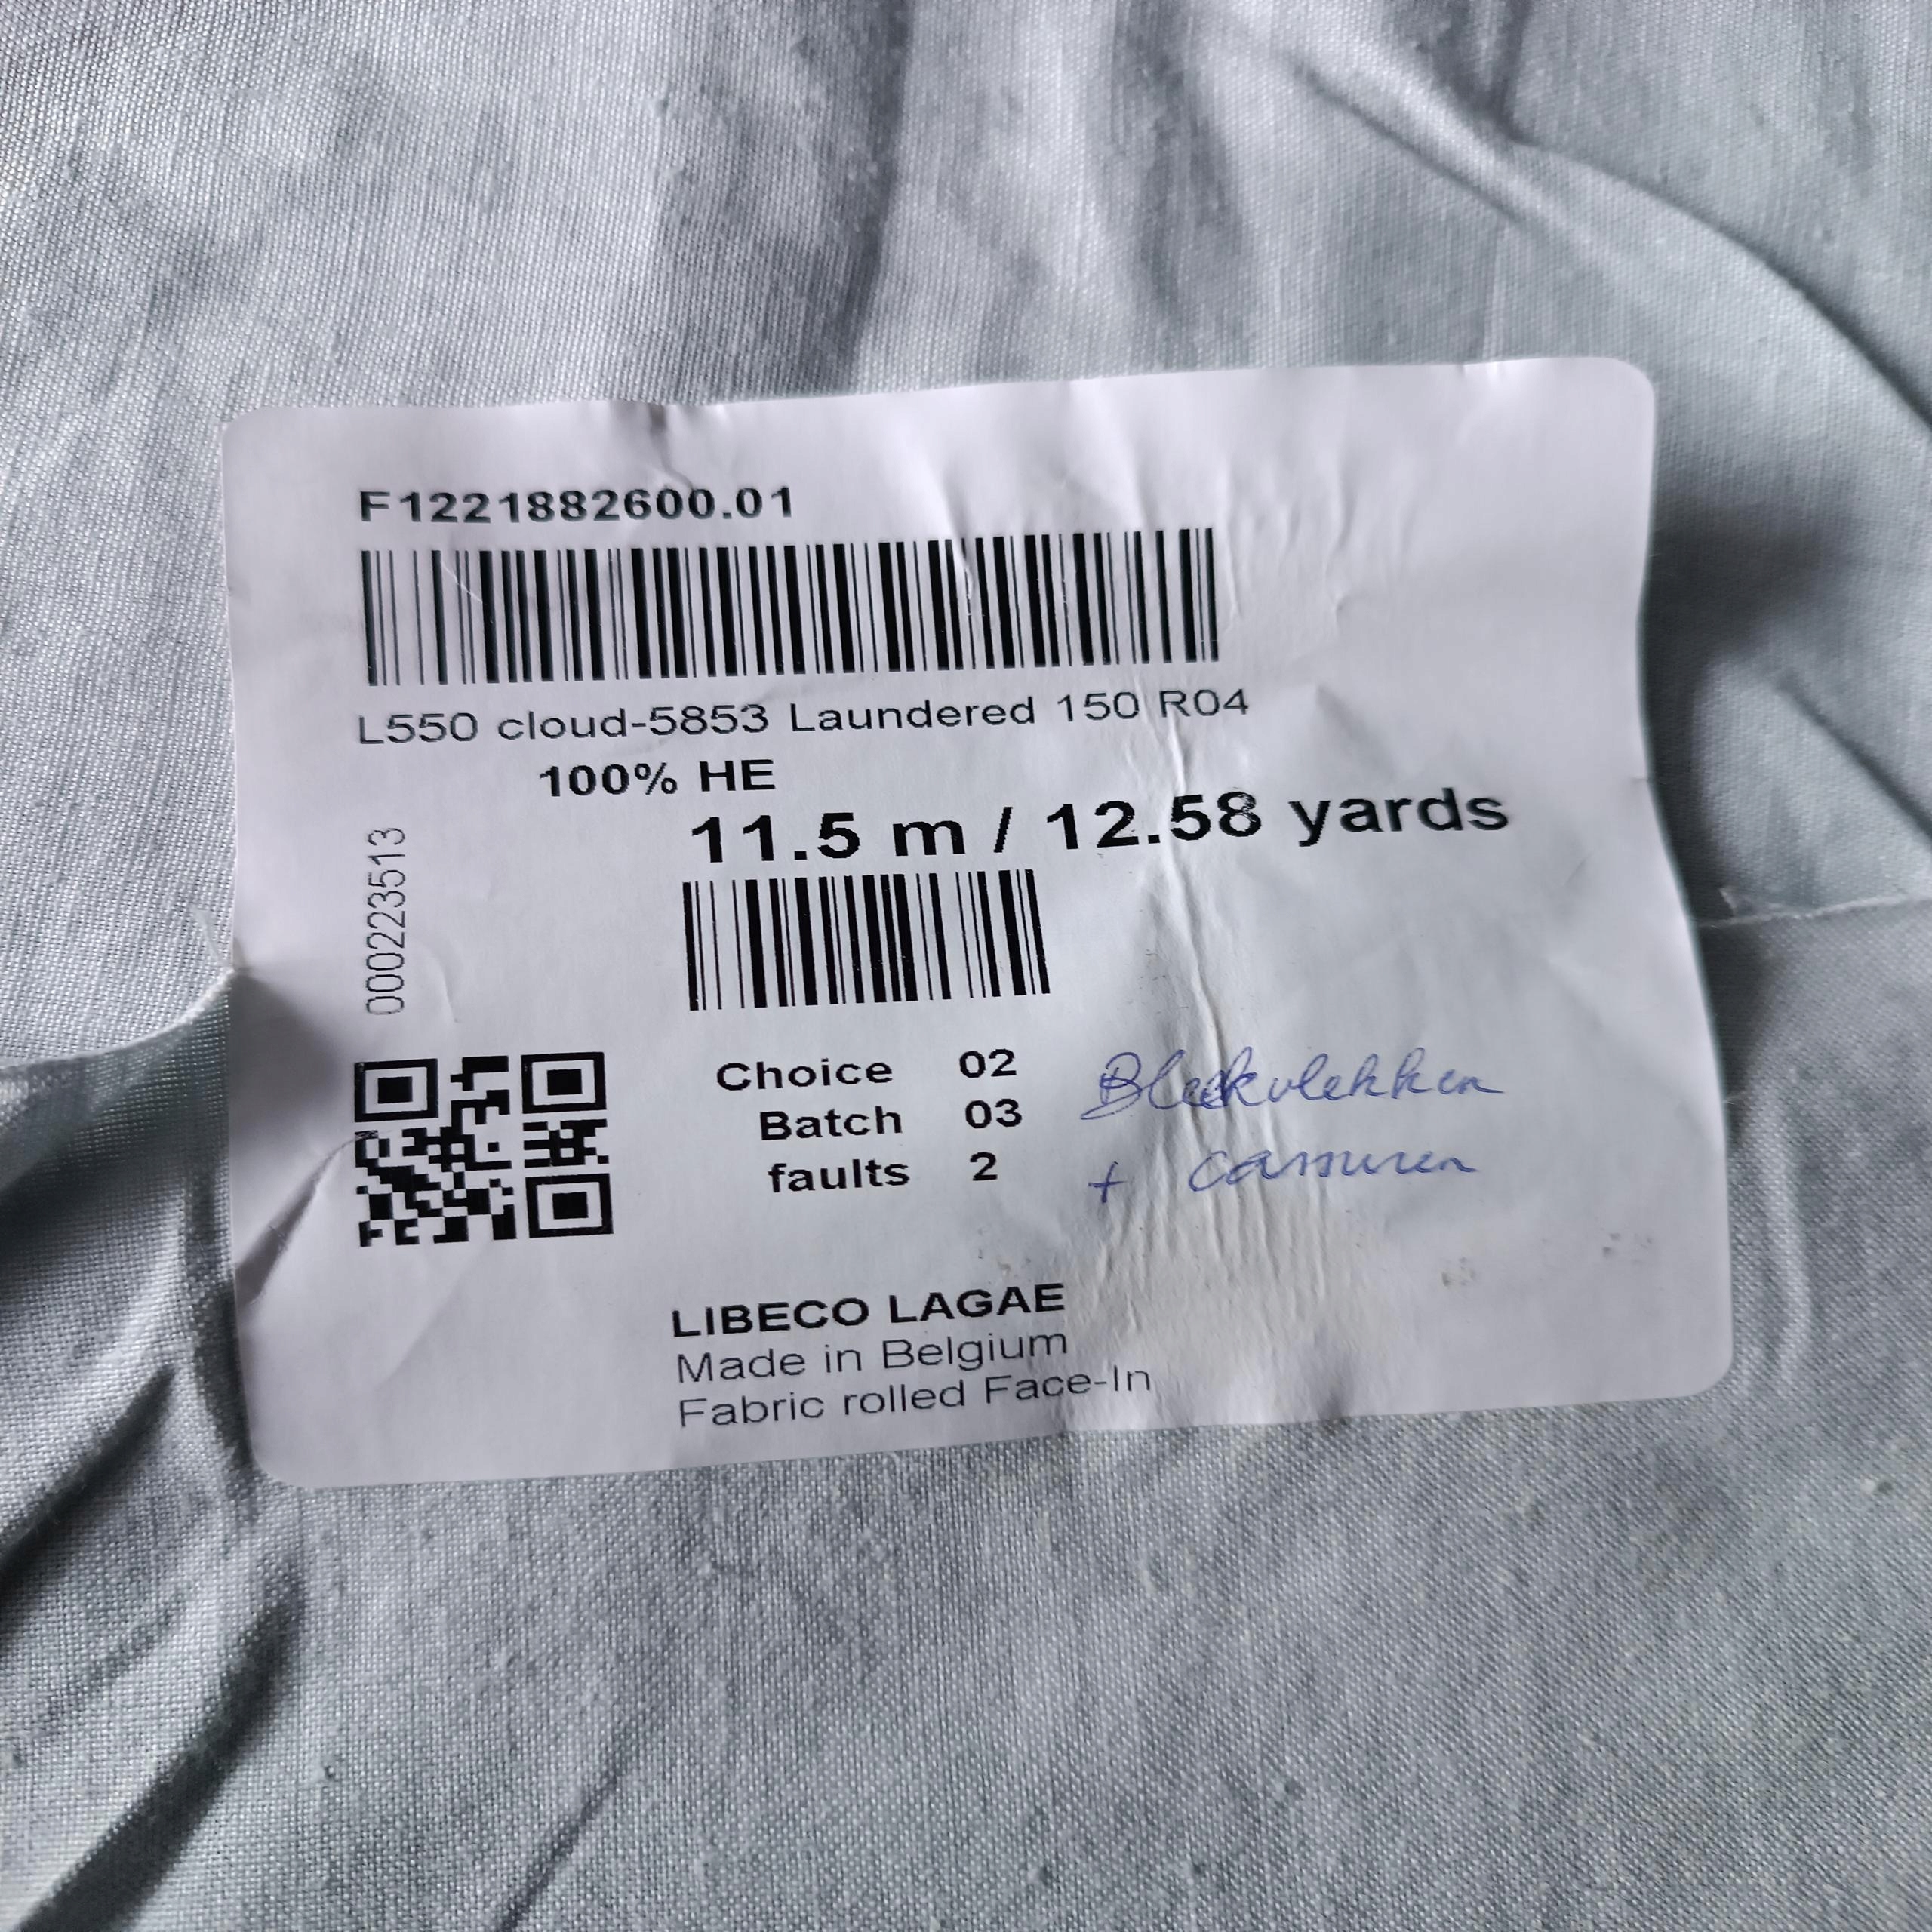 F1221882600.01
L550 cloud-5853 Laundered 150 R04
100% HE
11.5 m / 12.58 yards
000223513
Choice 02
Batch 03
faults 2
Bleekvlekken
+ cassuren
LIBECO LAGAE
Made in Belgium
Fabric rolled Face-In